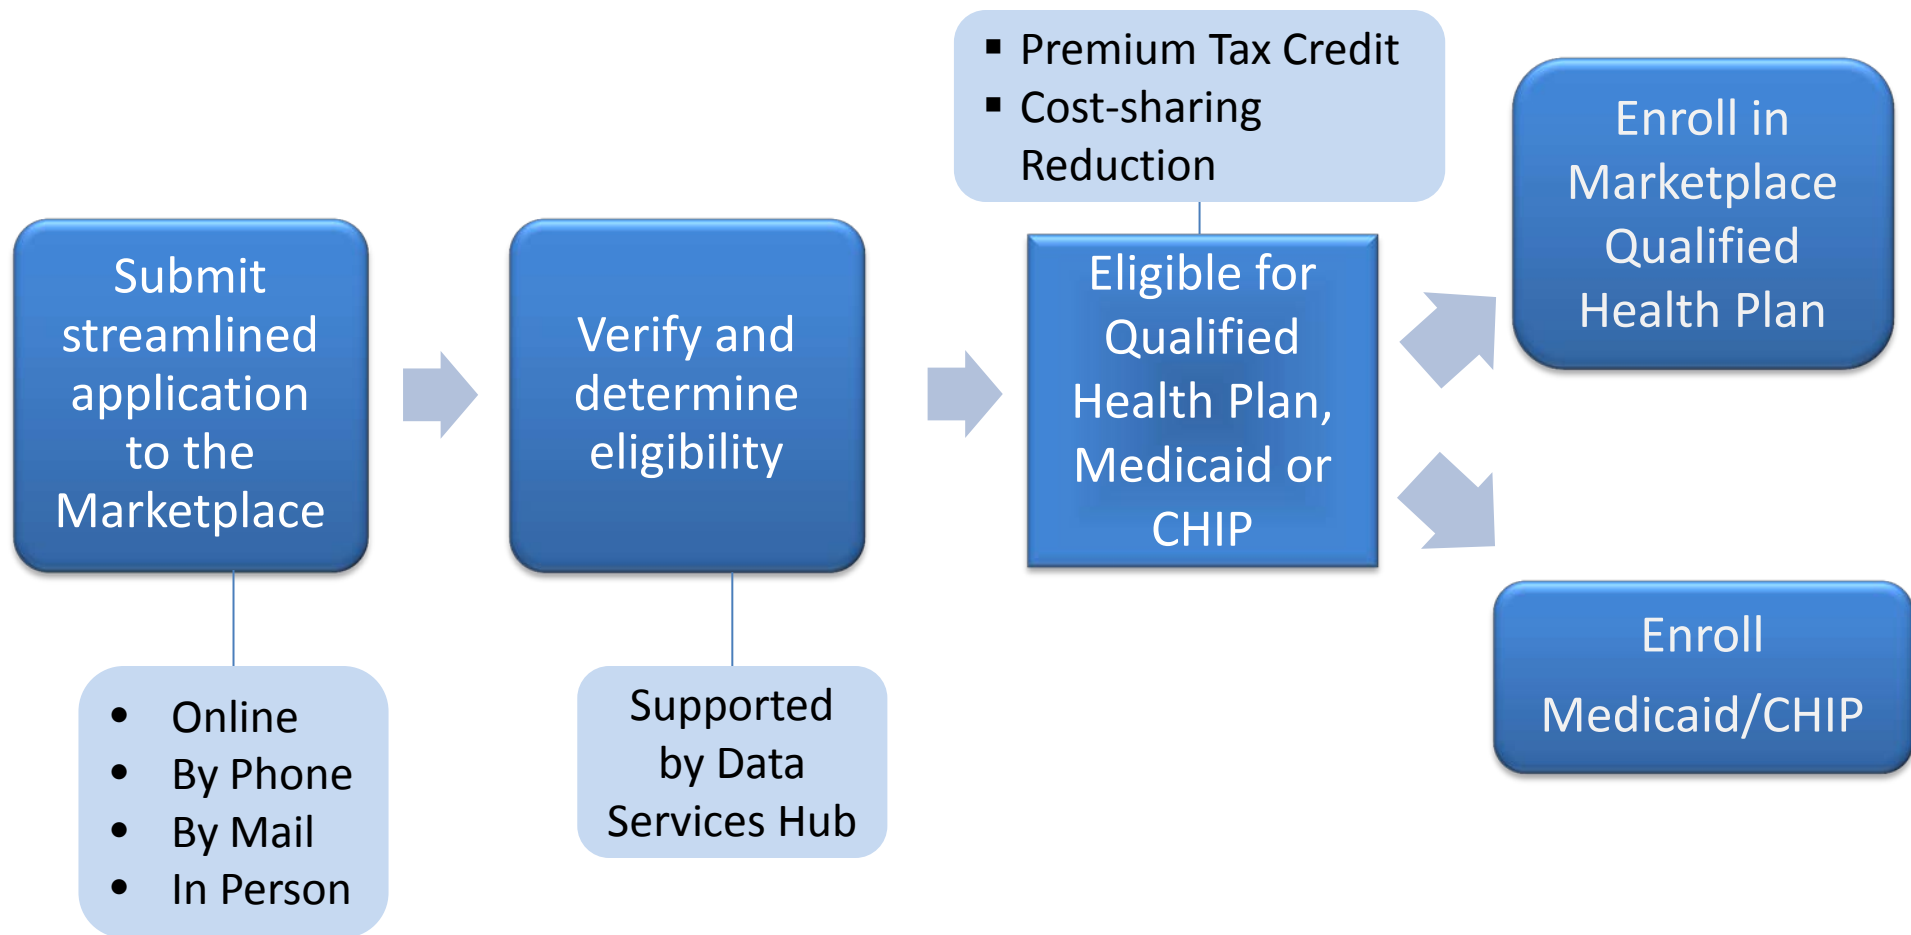 ▪ Premium Tax Credit
▪ Cost-sharing
Reduction
Submit
streamlined
application
to the
Marketplace
• Online
• By Phone
• By Mail
• In Person
Verify and
determine
eligibility
Supported
by Data
Services Hub
Eligible for
Qualified
Health Plan,
Medicaid or
CHIP
Enroll in
Marketplace
Qualified
Health Plan
Enroll
Medicaid/CHIP